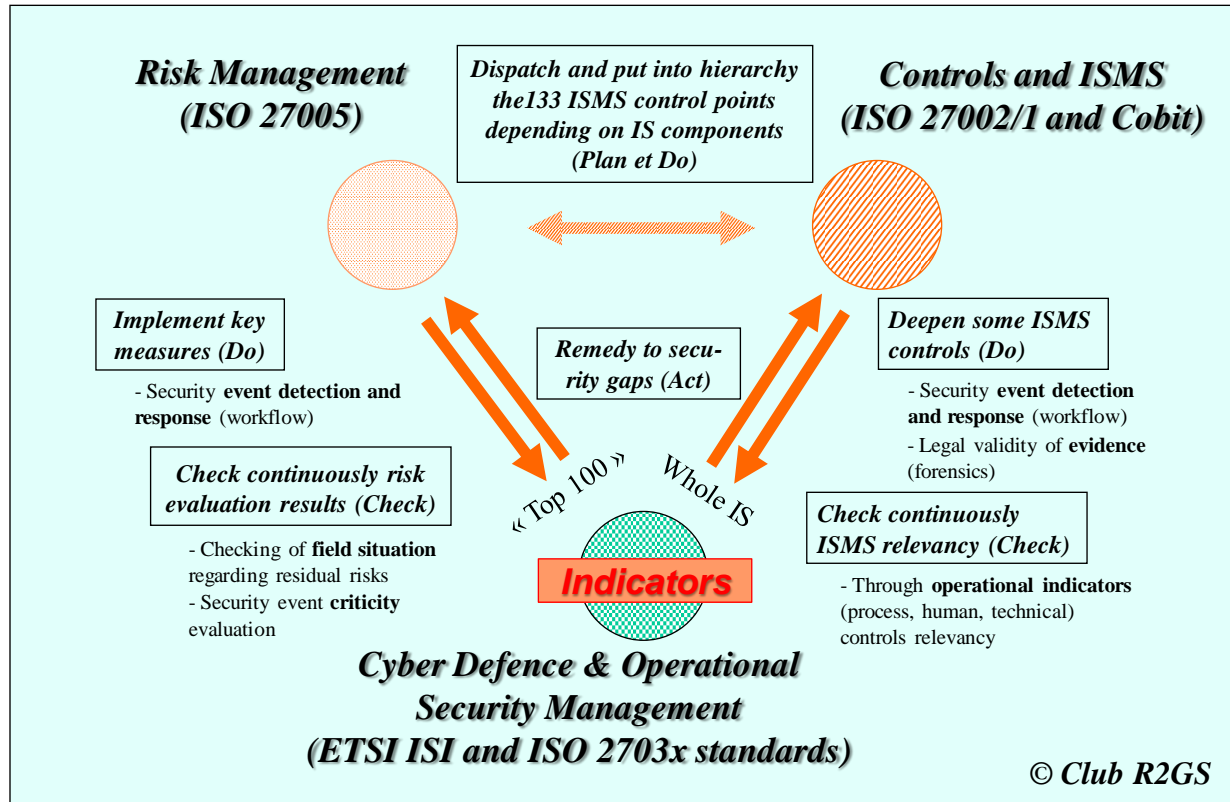 Risk Management
(ISO 27005)
Dispatch and put into hierarchy
the133 ISMS control points
depending on IS components
(Plan et Do)
Controls and ISMS
(ISO 27002/1 and Cobit)
Implement key
measures (Do)
- Security event detection and
response (workflow)
Check continuously risk
evaluation results (Check)
- Checking of field situation
regarding residual risks
- Security event criticity
evaluation
Remedy to secu-
rity gaps (Act)
Deepen some ISMS
controls (Do)
- Security event detection
and response (workflow)
- Legal validity of evidence
(forensics)
Check continuously
ISMS relevancy (Check)
- Through operational indicators
(process, human, technical)
controls relevancy
« Top 100 »
Whole IS
Indicators
Cyber Defence & Operational
Security Management
(ETSI ISI and ISO 2703x standards)
© Club R2GS